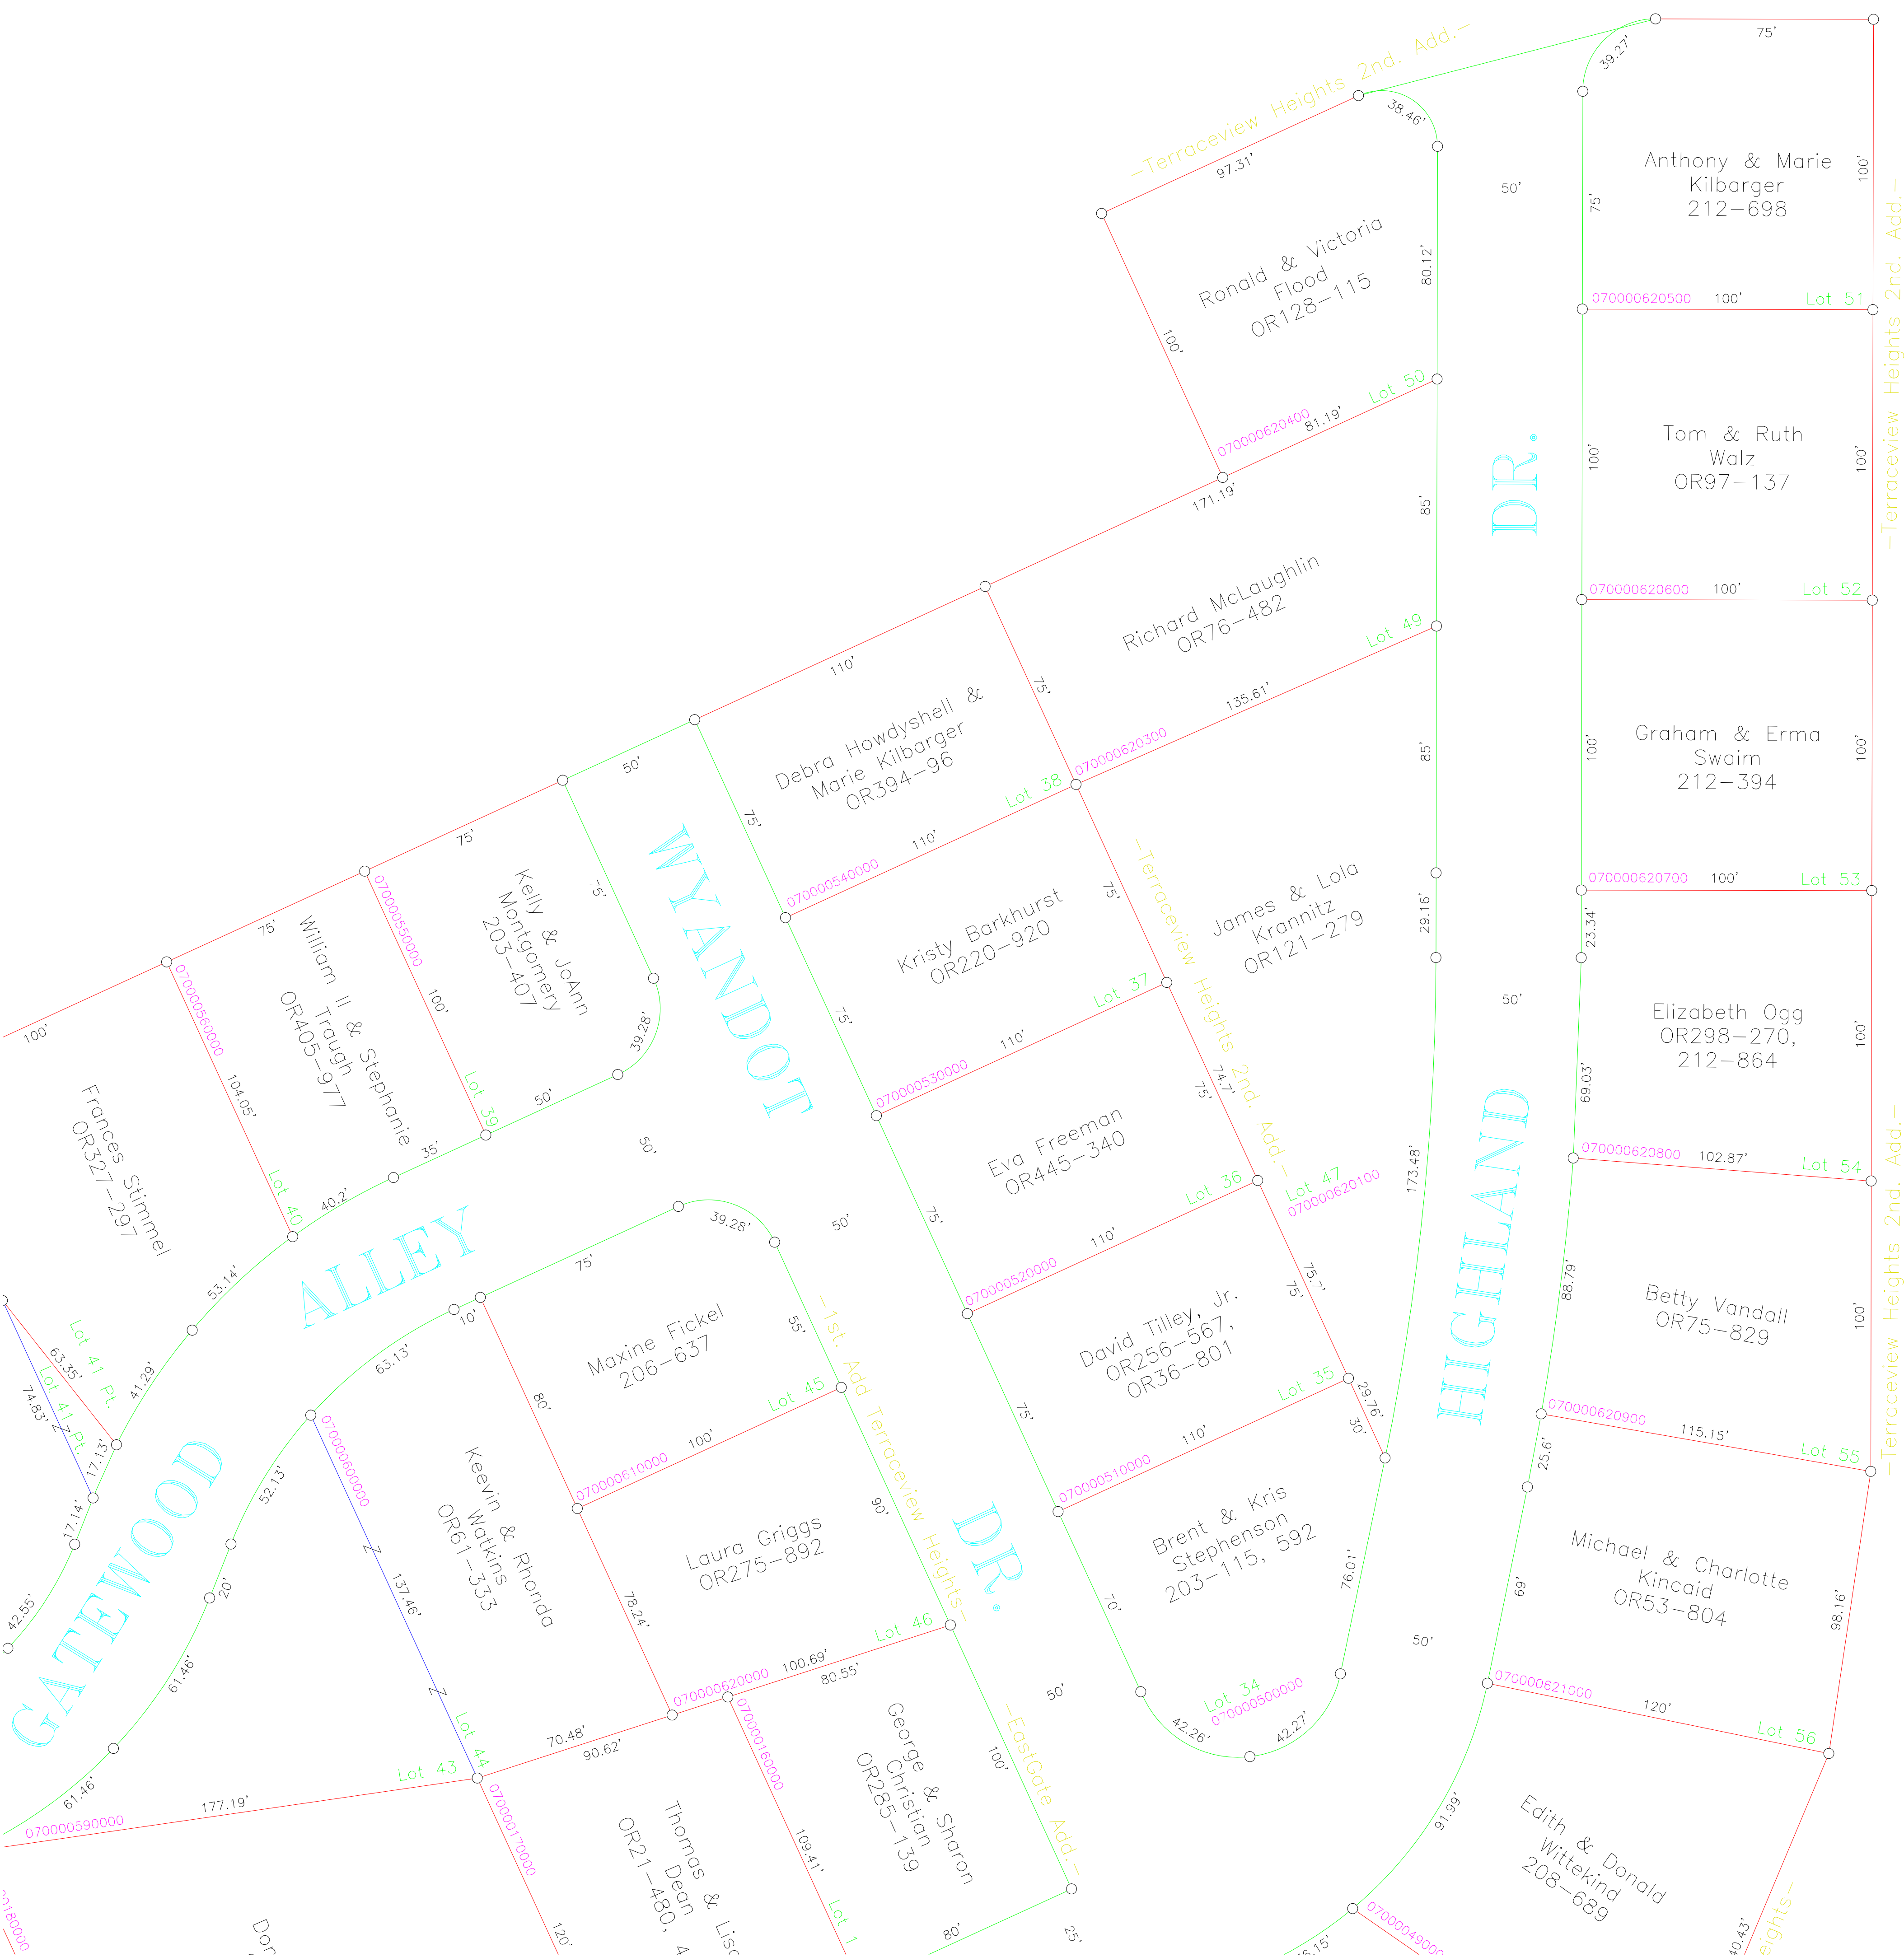 -Terraceview Heights 2nd. Add.-
39.27'
75'
38.46'
97.31'
50'
75'
Anthony & Marie
Kilbarger
212-698
100'
-Terraceview Heights 2nd. Add.-
Ronald & Victoria
Flood
OR128-115
80.12'
100'
070000620500
100'
Lot 51
Lot 50
070000620400
81.19'
171.19'
DR.
100'
Tom & Ruth
Walz
OR97-137
100'
85'
Richard McLaughlin
OR76-482
070000620600
100'
Lot 52
Lot 49
110'
75'
135.61'
Debra Howdyshell &
Marie Kilbarger
OR394-96
070000620300
85'
100'
Graham & Erma
Swaim
212-394
100'
50'
75'
Lot 38
110'
070000540000
75'
Kelly & JoAnn
Montgomery
203-407
75'
WYANDOT
Kristy Barkhurst
OR220-920
75'
-Terraceview Heights 2nd. Add.-
James & Lola
Krannitz
OR121-279
29.16'
070000620700
100'
Lot 53
23.34'
75'
William II & Stephanie
Traugh
OR405-977
070000550000
100'
Lot 39
39.28'
50'
75'
Lot 37
110'
070000530000
50'
Elizabeth Ogg
OR298-270,
212-864
100'
100'
070000560000
104.05'
Frances Stimmel
OR327-297
35'
40.2'
Lot 40
50'
Eva Freeman
OR445-340
74.7'
75'
69.03'
173.48'
070000620800
102.87'
Lot 54
-Terraceview Heights 2nd. Add.-
Lot 36
Lot 47
070000620100
110'
070000520000
75'
50'
39.28'
ALLEY
75'
53.14'
10'
63.13'
41.29'
Maxine Fickel
206-637
55'
-1st. Add Terraceview Heights-
HIGHLAND
88.79'
Betty Vandall
OR75-829
100'
David Tilley, Jr.
OR256-567,
OR36-801
75.7'
75'
Lot 41 Pt.
63.35'
Lot 41 Pt.
74.83'
Z
17.13'
17.14'
42.55'
GATEWOOD
52.13'
20'
61.46'
61.46'
070000600000
Z
137.46'
Z
Lot 44
Keevin & Rhonda
Watkins
OR61-333
80'
Lot 45
100'
070000610000
Laura Griggs
OR275-892
90'
78.24'
DR.
75'
Lot 35
110'
070000510000
29.76'
30'
070000620900
115.15'
Lot 55
25.6'
Brent & Kris
Stephenson
203-115, 592
76.01'
70'
69'
Michael & Charlotte
Kincaid
OR53-804
98.16'
Lot 46
100.69'
80.55'
070000620000
70.48'
90.62'
50'
50'
Lot 34
070000500000
42.26'
42.27'
070000621000
120'
Lot 56
Lot 43
177.19'
070000590000
070000170000
070000160000
George & Sharon
Christian
OR285-139
100'
-EastGate Add.-
91.99'
Edith & Donald
Wittekind
208-689
109.41'
Lot 1
Thomas & Lisa
Dean
OR21-480, 4
120'
80'
25'
00180000
Dor
5.15'
07000049000
40.43'
eights-